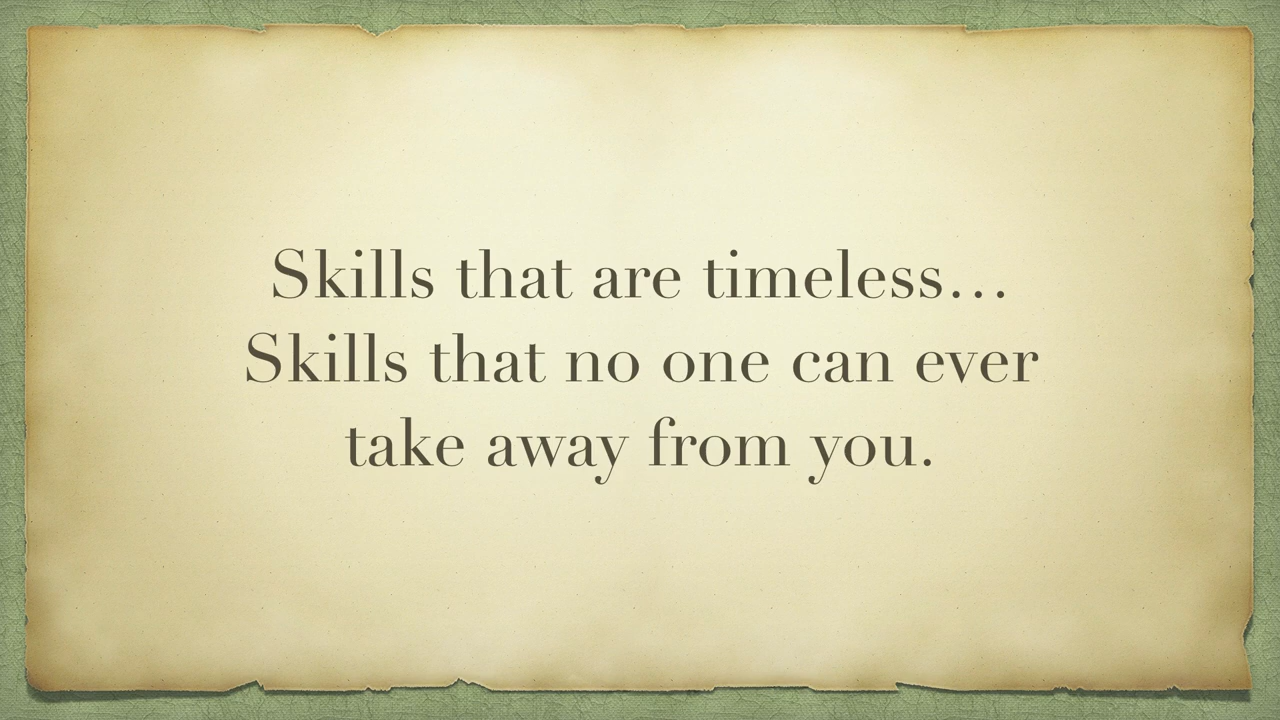 Skills that are timeless…
Skills that no one can ever
take away from you.